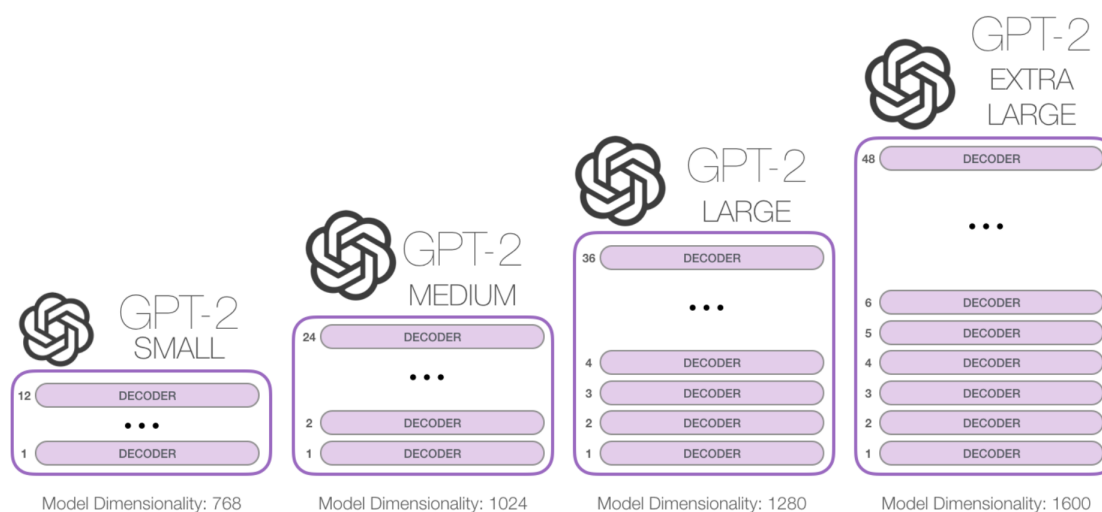 GPT-2
SMALL
12 DECODER
...
1 DECODER
Model Dimensionality: 768
GPT-2
MEDIUM
24 DECODER
...
2 DECODER
1 DECODER
Model Dimensionality: 1024
GPT-2
LARGE
36 DECODER
...
4 DECODER
3 DECODER
2 DECODER
1 DECODER
Model Dimensionality: 1280
GPT-2
EXTRA
LARGE
48 DECODER
...
6 DECODER
5 DECODER
4 DECODER
3 DECODER
2 DECODER
1 DECODER
Model Dimensionality: 1600